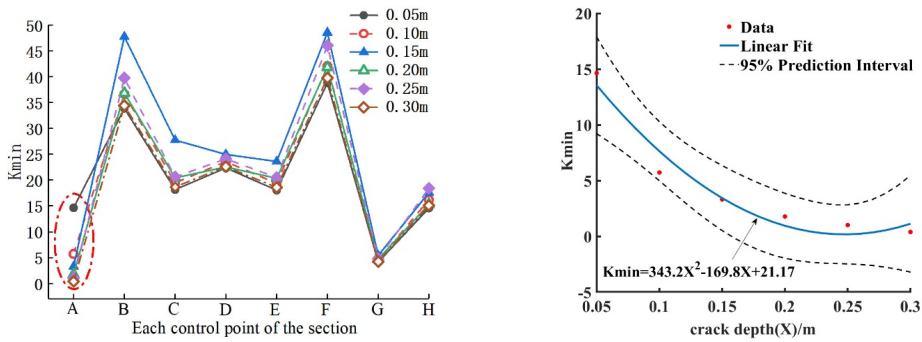 Kmin
50
45
40
35
30
25
20
15
10
5
0
0.05m
0.10m
0.15m
0.20m
0.25m
0.30m
A B C D E F G H
Each control point of the section
Kmin
20
15
10
5
0
-5
Data
Linear Fit
95% Prediction Interval
Kmin=343.2X²-169.8X+21.17
0.05 0.1 0.15 0.2 0.25 0.3
crack depth(X)/m